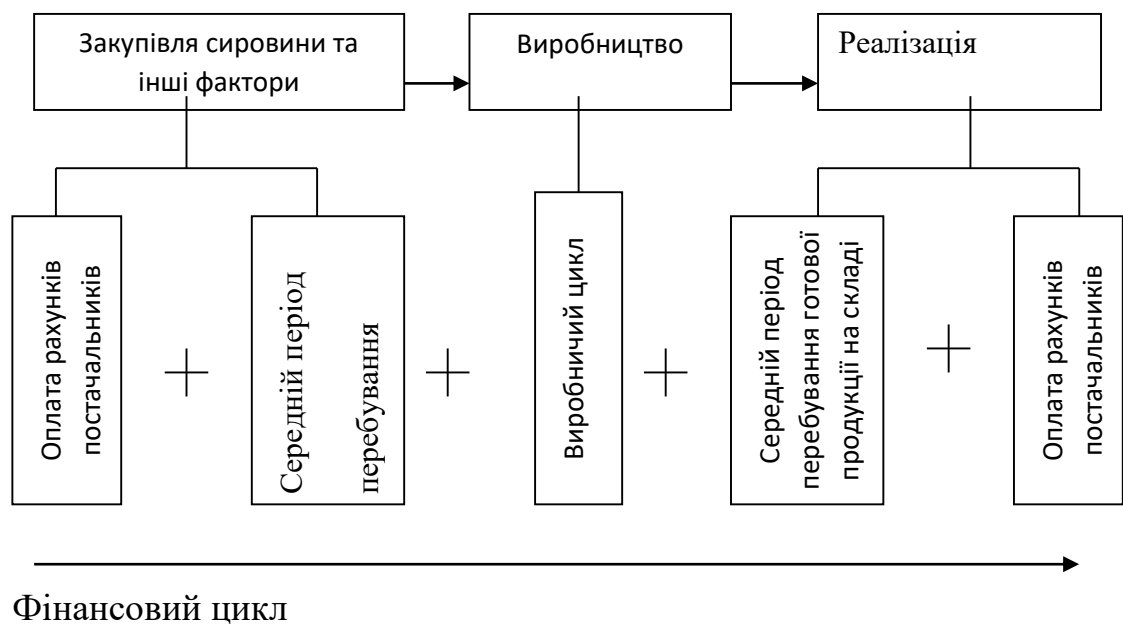 Закупівля сировини та
інші фактори
Виробництво
Реалізація
Оплата рахунків
постачальників
Середній період
перебування
Виробничий цикл
Середній період
перебування готової
продукції на складі
Оплата рахунків
постачальників
Фінансовий цикл